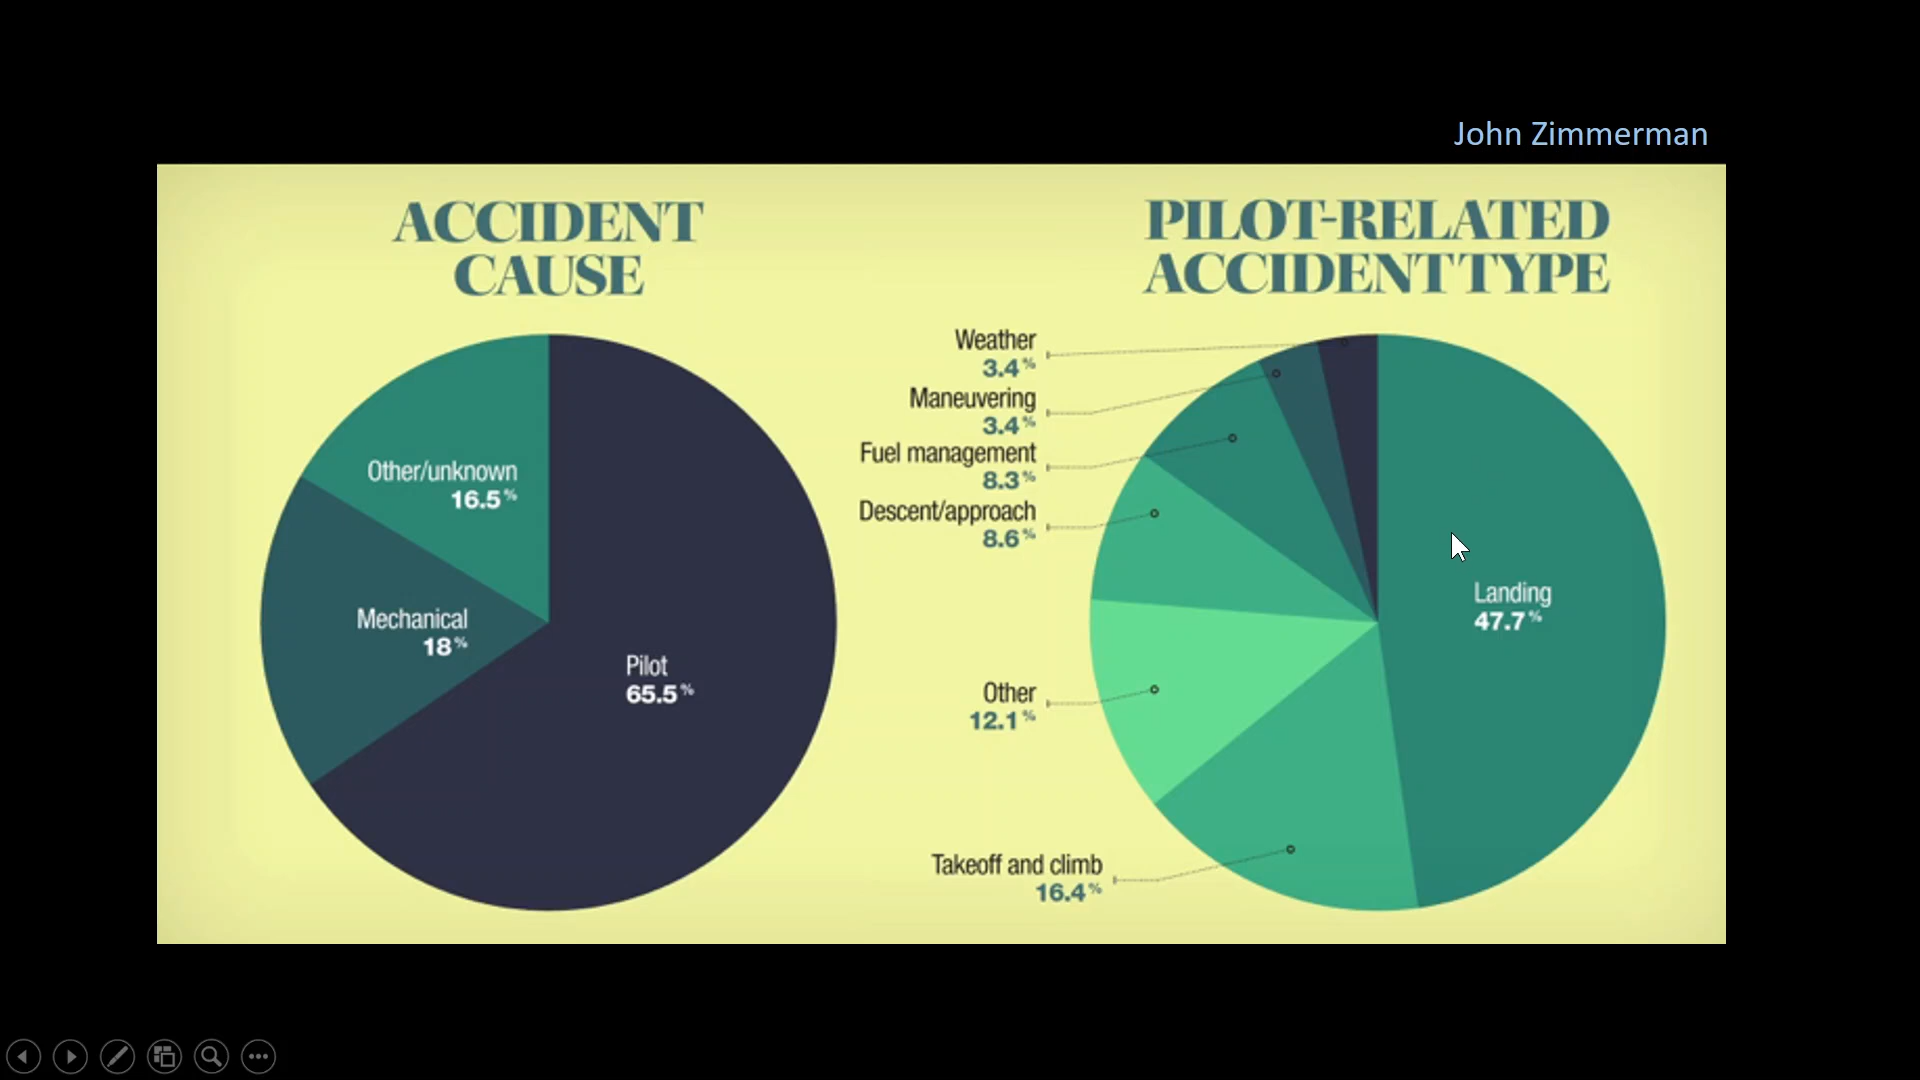 John Zimmerman
ACCIDENT
CAUSE
Other/unknown
16.5%
Mechanical
18%
Pilot
65.5%
PILOT-RELATED
ACCIDENT TYPE
Weather
3.4%
Maneuvering
3.4%
Fuel management
8.3%
Descent/approach
8.6%
Other
12.1%
Takeoff and climb
16.4%
Landing
47.7%